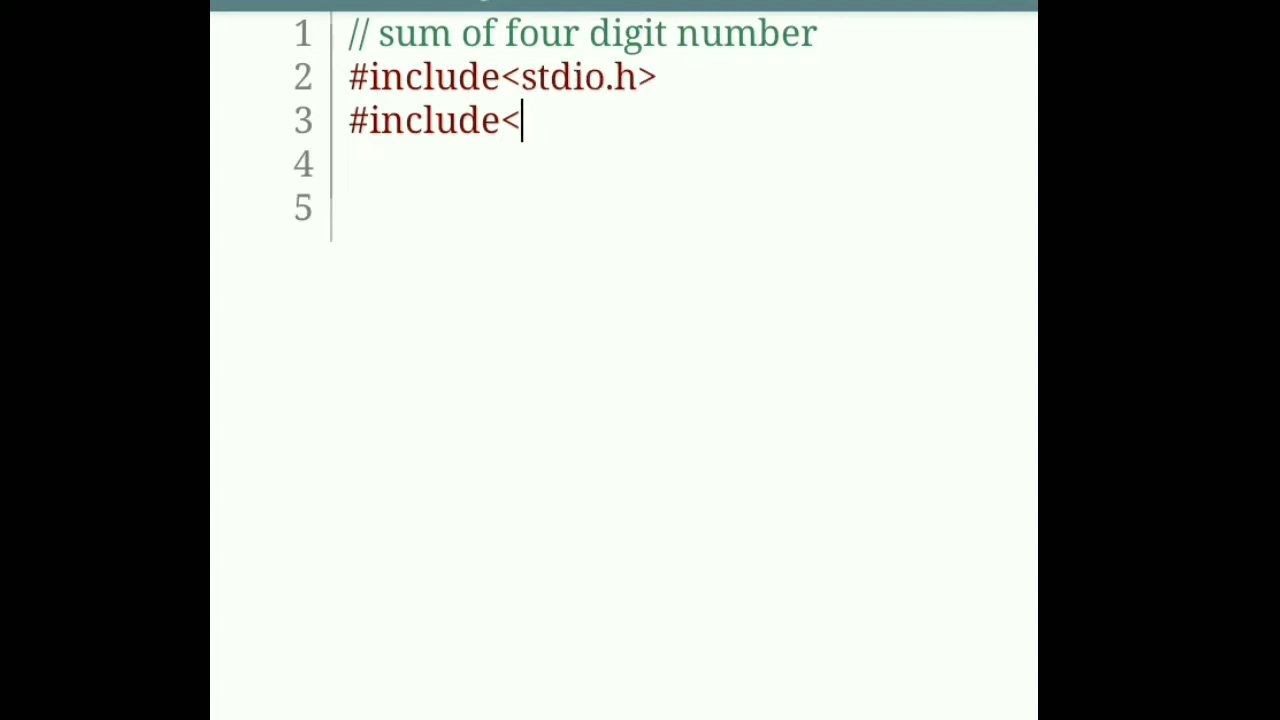 1 // sum of four digit number
2 #include<stdio.h>
3 #include<
4
5